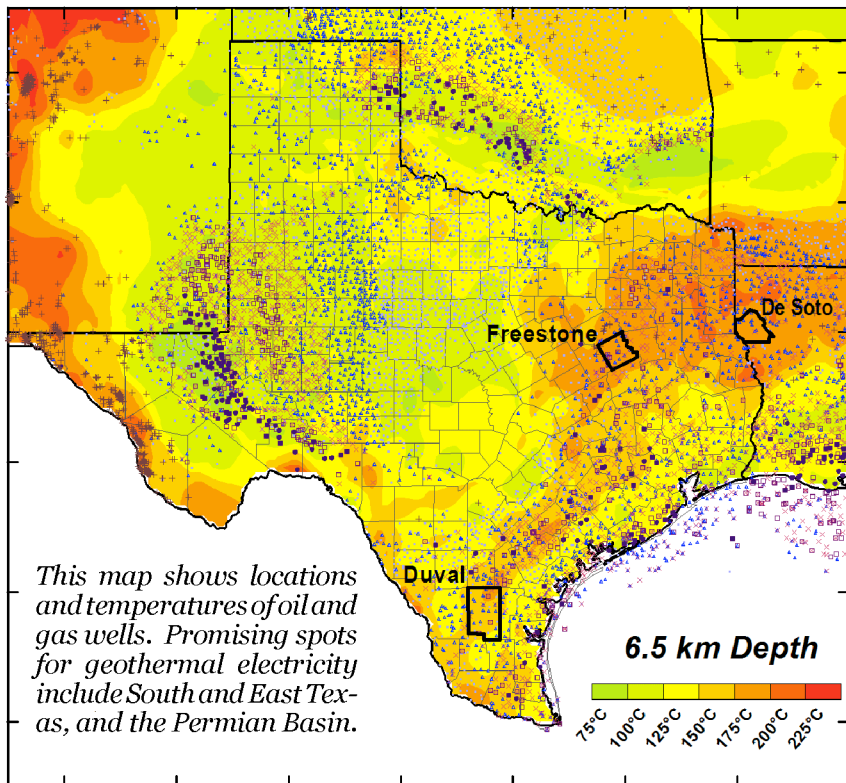 De Soto
Freestone
Duval
This map shows locations
and temperatures of oil and
gas wells. Promising spots
for geothermal electricity
include South and East Tex-
as, and the Permian Basin.
6.5 km Depth
75°C
100°C
125°C
150°C
175°C
200°C
225°C